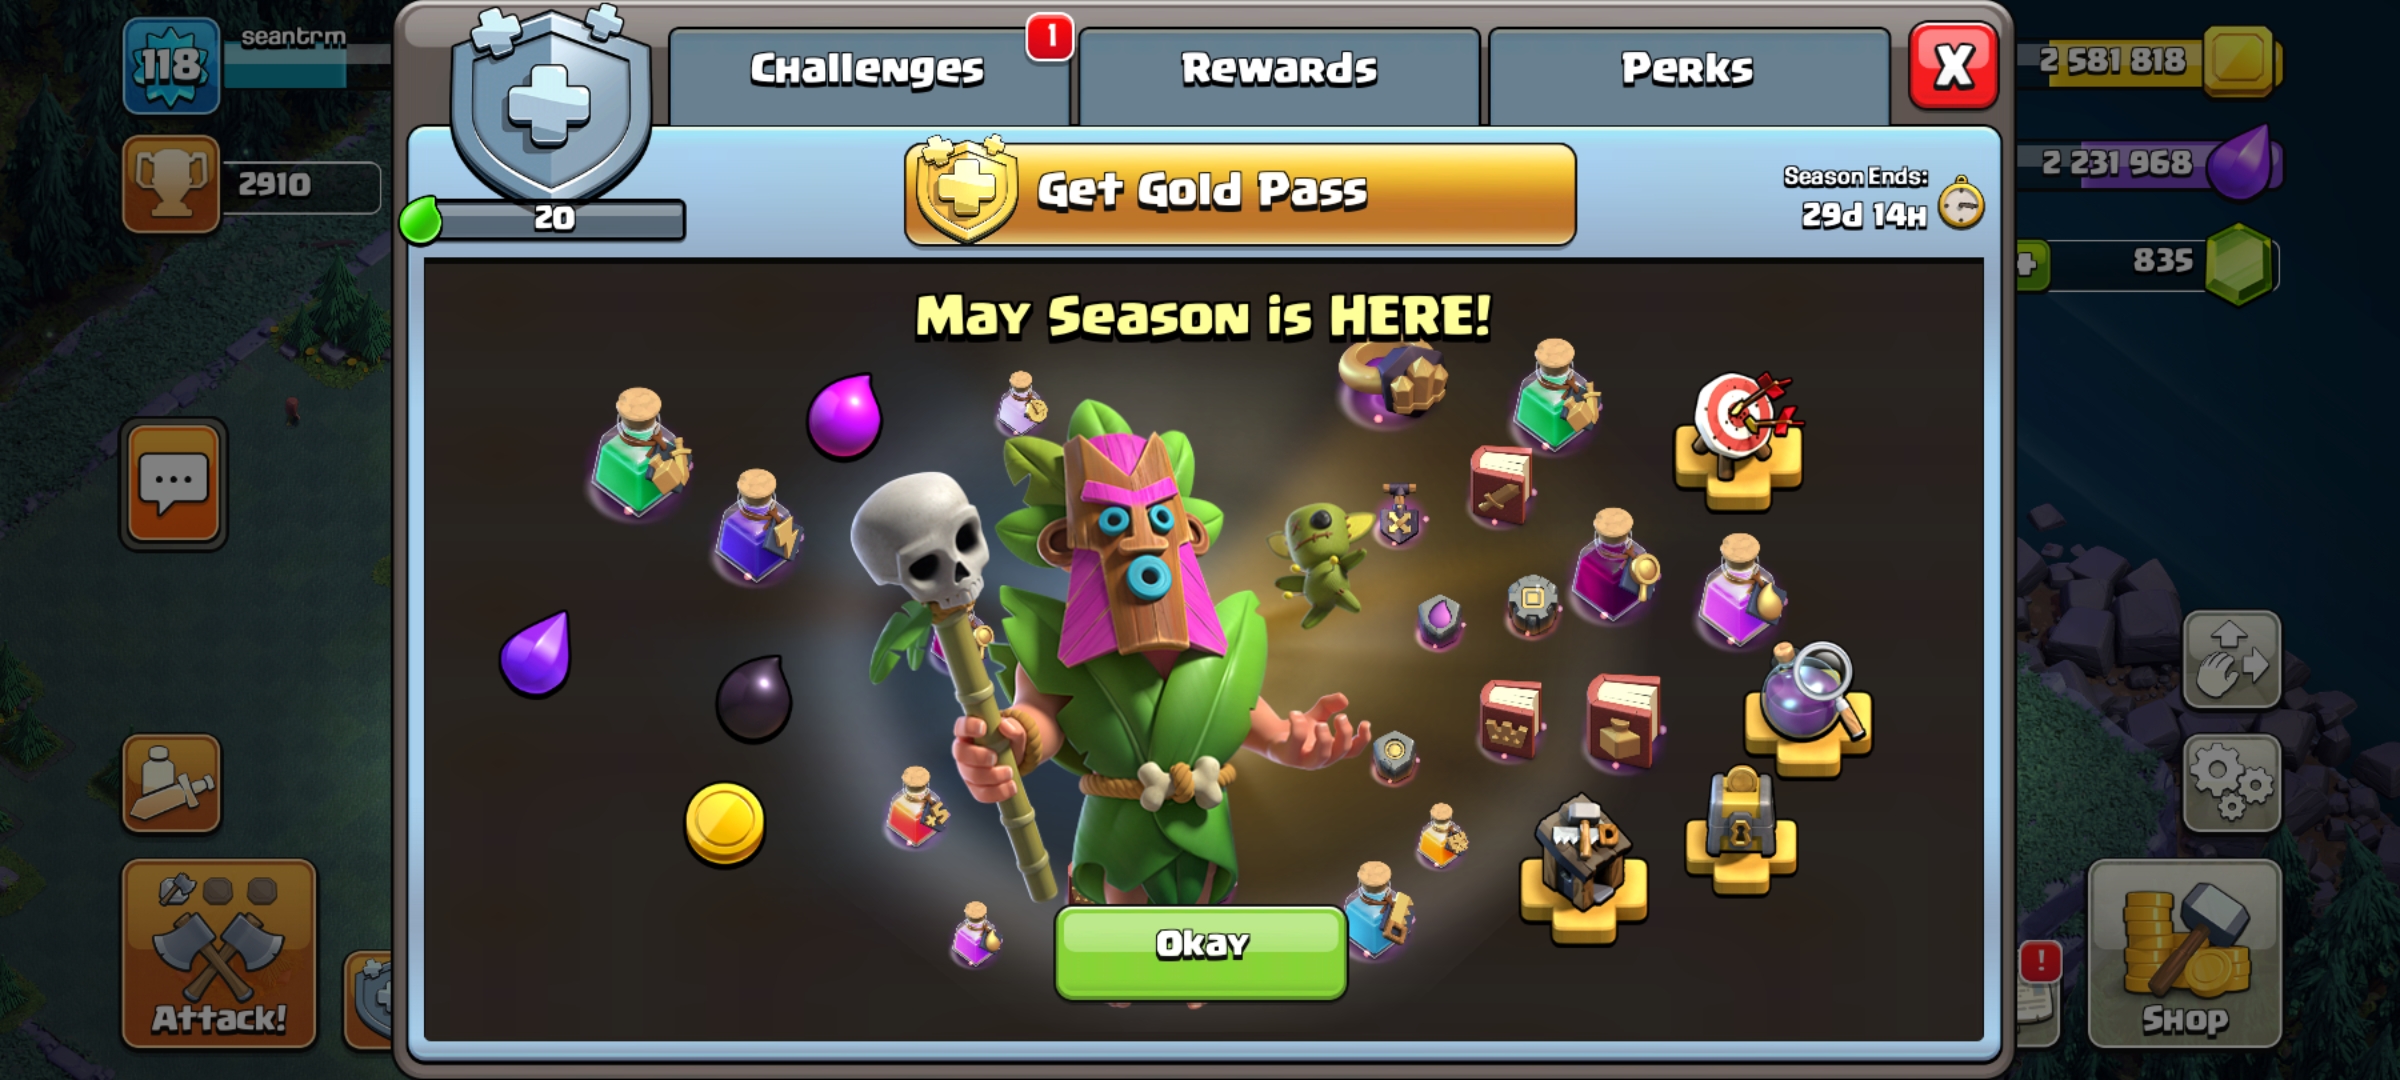 118
seantrm
2910
Challenges
1
Rewards
Perks
X
2 581 818
20
Get Gold Pass
Season Ends:
29d 14h
2 231 968
835
May Season is HERE!
Okay
Attack!
!
Shop